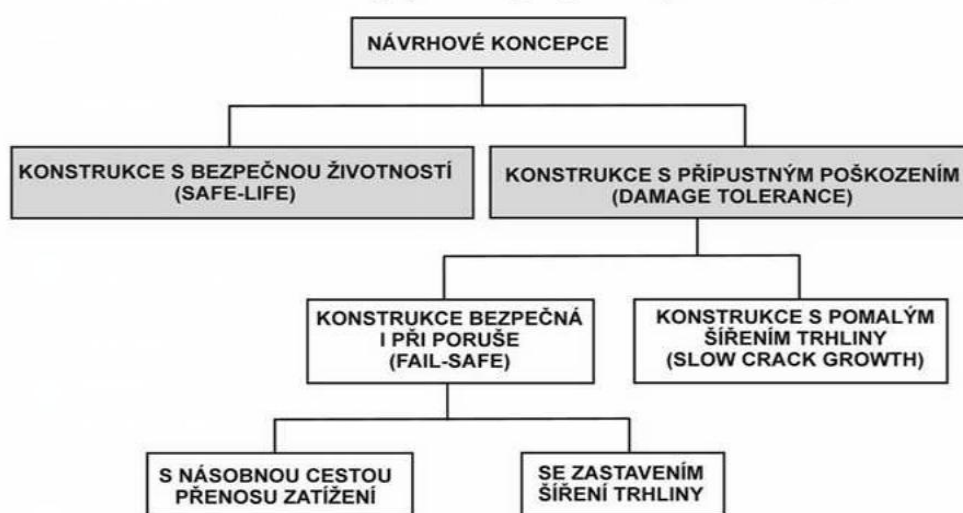 NÁVRHOVÉ KONCEPCE
KONSTRUKCE S BEZPEČNOU ŽIVOTNOSTÍ
(SAFE-LIFE)
KONSTRUKCE S PŘÍPUSTNÝM POŠKOZENÍM
(DAMAGE TOLERANCE)
KONSTRUKCE BEZPEČNÁ
I PŘI PORUŠE
(FAIL-SAFE)
KONSTRUKCE S POMALÝM
ŠÍŘENÍM TRHLINY
(SLOW CRACK GROWTH)
S NÁSOBNOU CESTOU
PŘENOSU ZATÍŽENÍ
SE ZASTAVENÍM
ŠÍŘENÍ TRHLINY